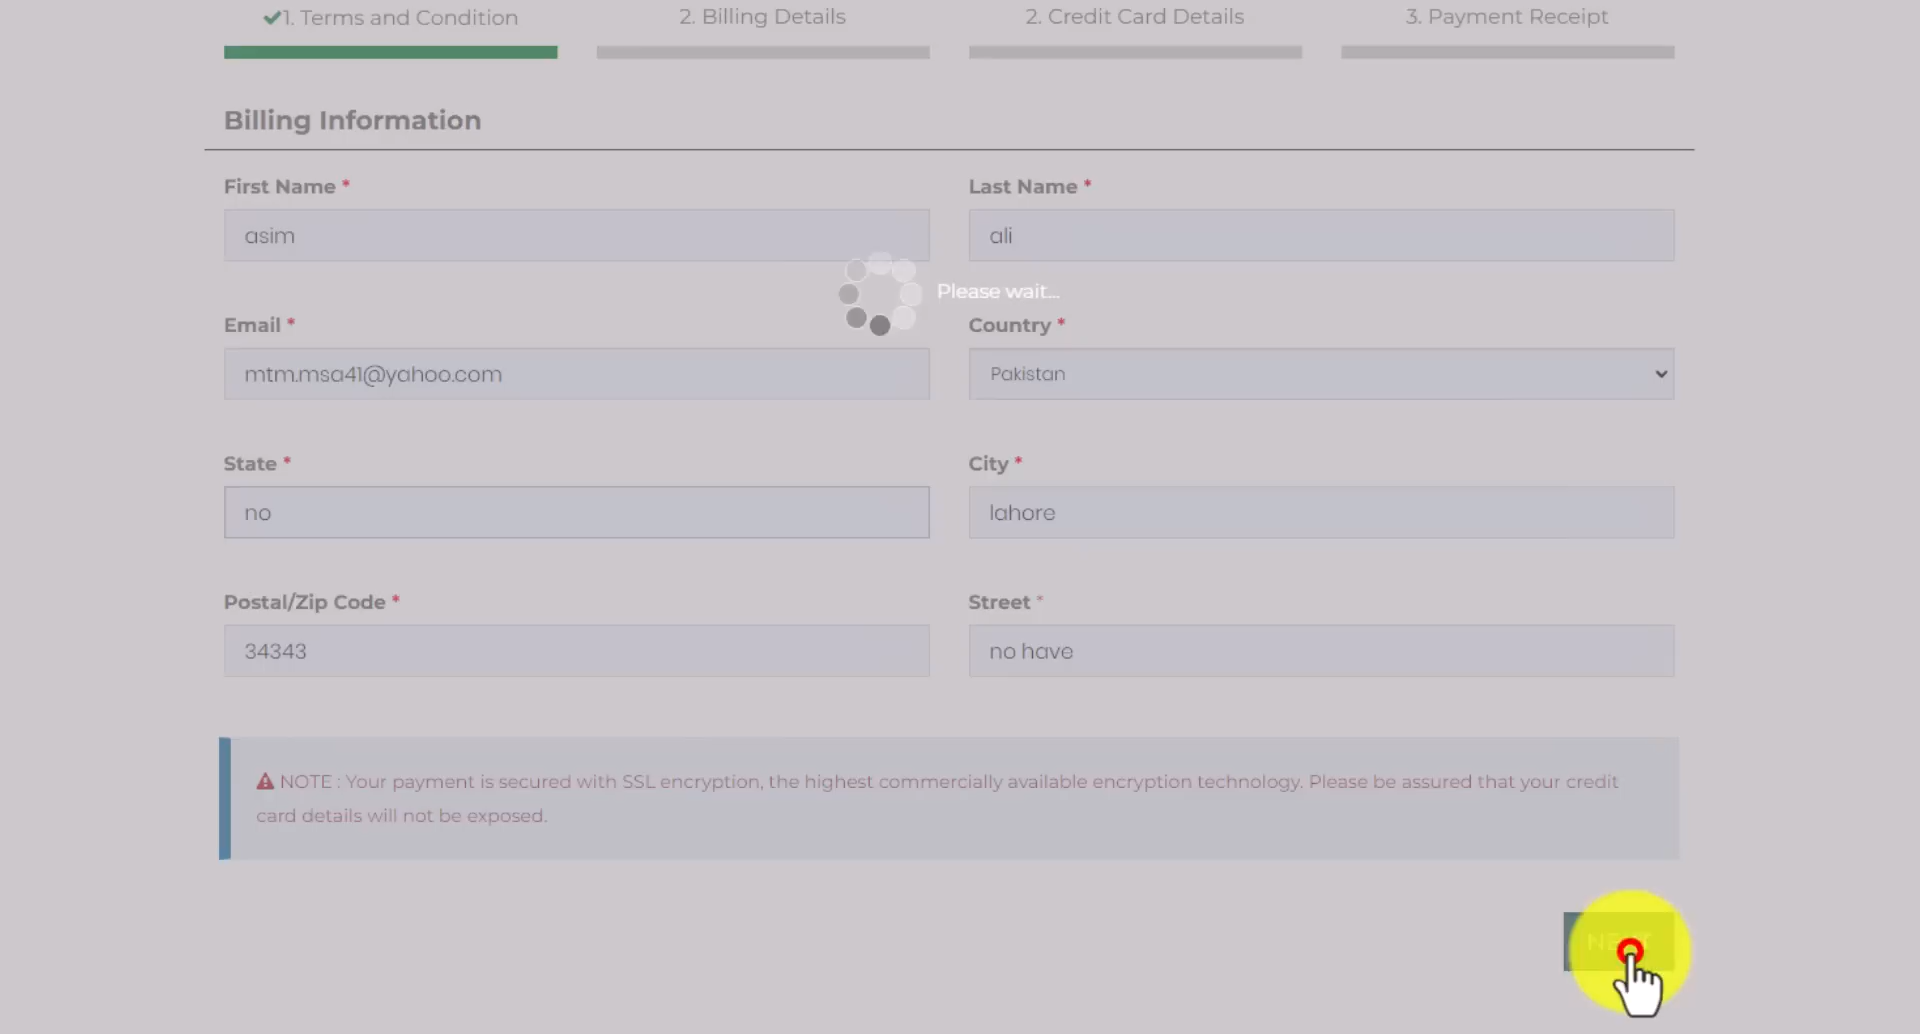 1. Terms and Condition
2. Billing Details
2. Credit Card Details
3. Payment Receipt
Billing Information
First Name *
Last Name *
asim
ali
Please wait...
Email *
Country *
mtm.msa41@yahoo.com
Pakistan
State *
City *
no
lahore
Postal/Zip Code *
Street *
34343
no have
NOTE : Your payment is secured with SSL encryption, the highest commercially available encryption technology. Please be assured that your credit
card details will not be exposed.